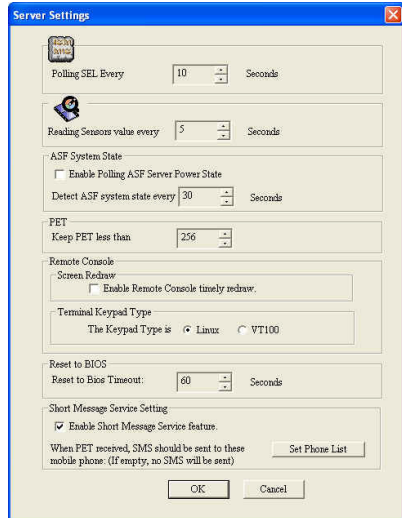 Server Settings
Polling SEL Every 10 Seconds
Reading Sensors value every 5 Seconds
ASF System State
Enable Polling ASF Server Power State
Detect ASF system state every 30 Seconds
PET
Keep PET less than 256
Remote Console
Screen Redraw
Enable Remote Console timely redraw.
Terminal Keypad Type
The Keypad Type is Linux VT100
Reset to BIOS
Reset to Bios Timeout: 60 Seconds
Short Message Service Setting
Enable Short Message Service feature.
When PET received, SMS should be sent to these
mobile phone: (If empty, no SMS will be sent)
Set Phone List
OK Cancel